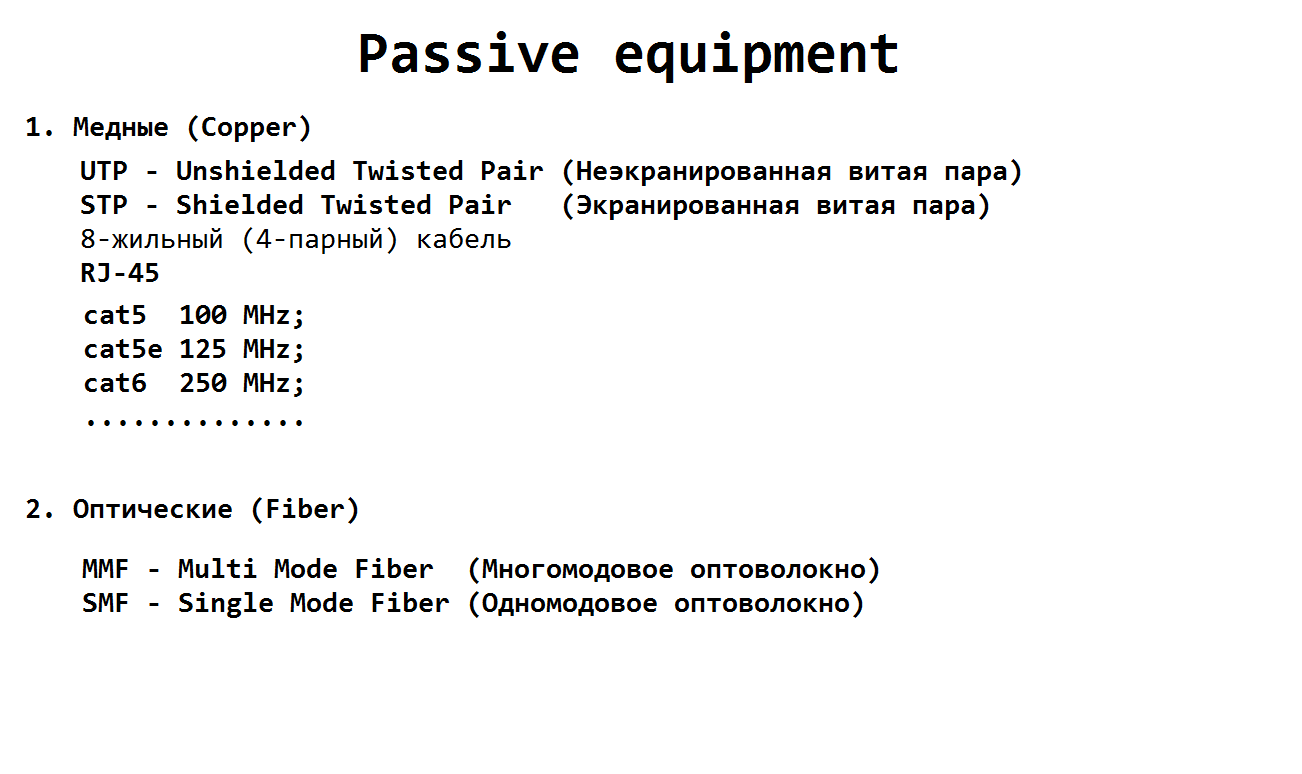 Passive equipment
1. Медные (Copper)
UTP - Unshielded Twisted Pair (Неэкранированная витая пара)
STP - Shielded Twisted Pair   (Экранированная витая пара)
8-жильный (4-парный) кабель
RJ-45
cat5  100 MHz;
cat5e 125 MHz;
cat6  250 MHz;
..............
2. Оптические (Fiber)
MMF - Multi Mode Fiber  (Многомодовое оптоволокно)
SMF - Single Mode Fiber (Одномодовое оптоволокно)